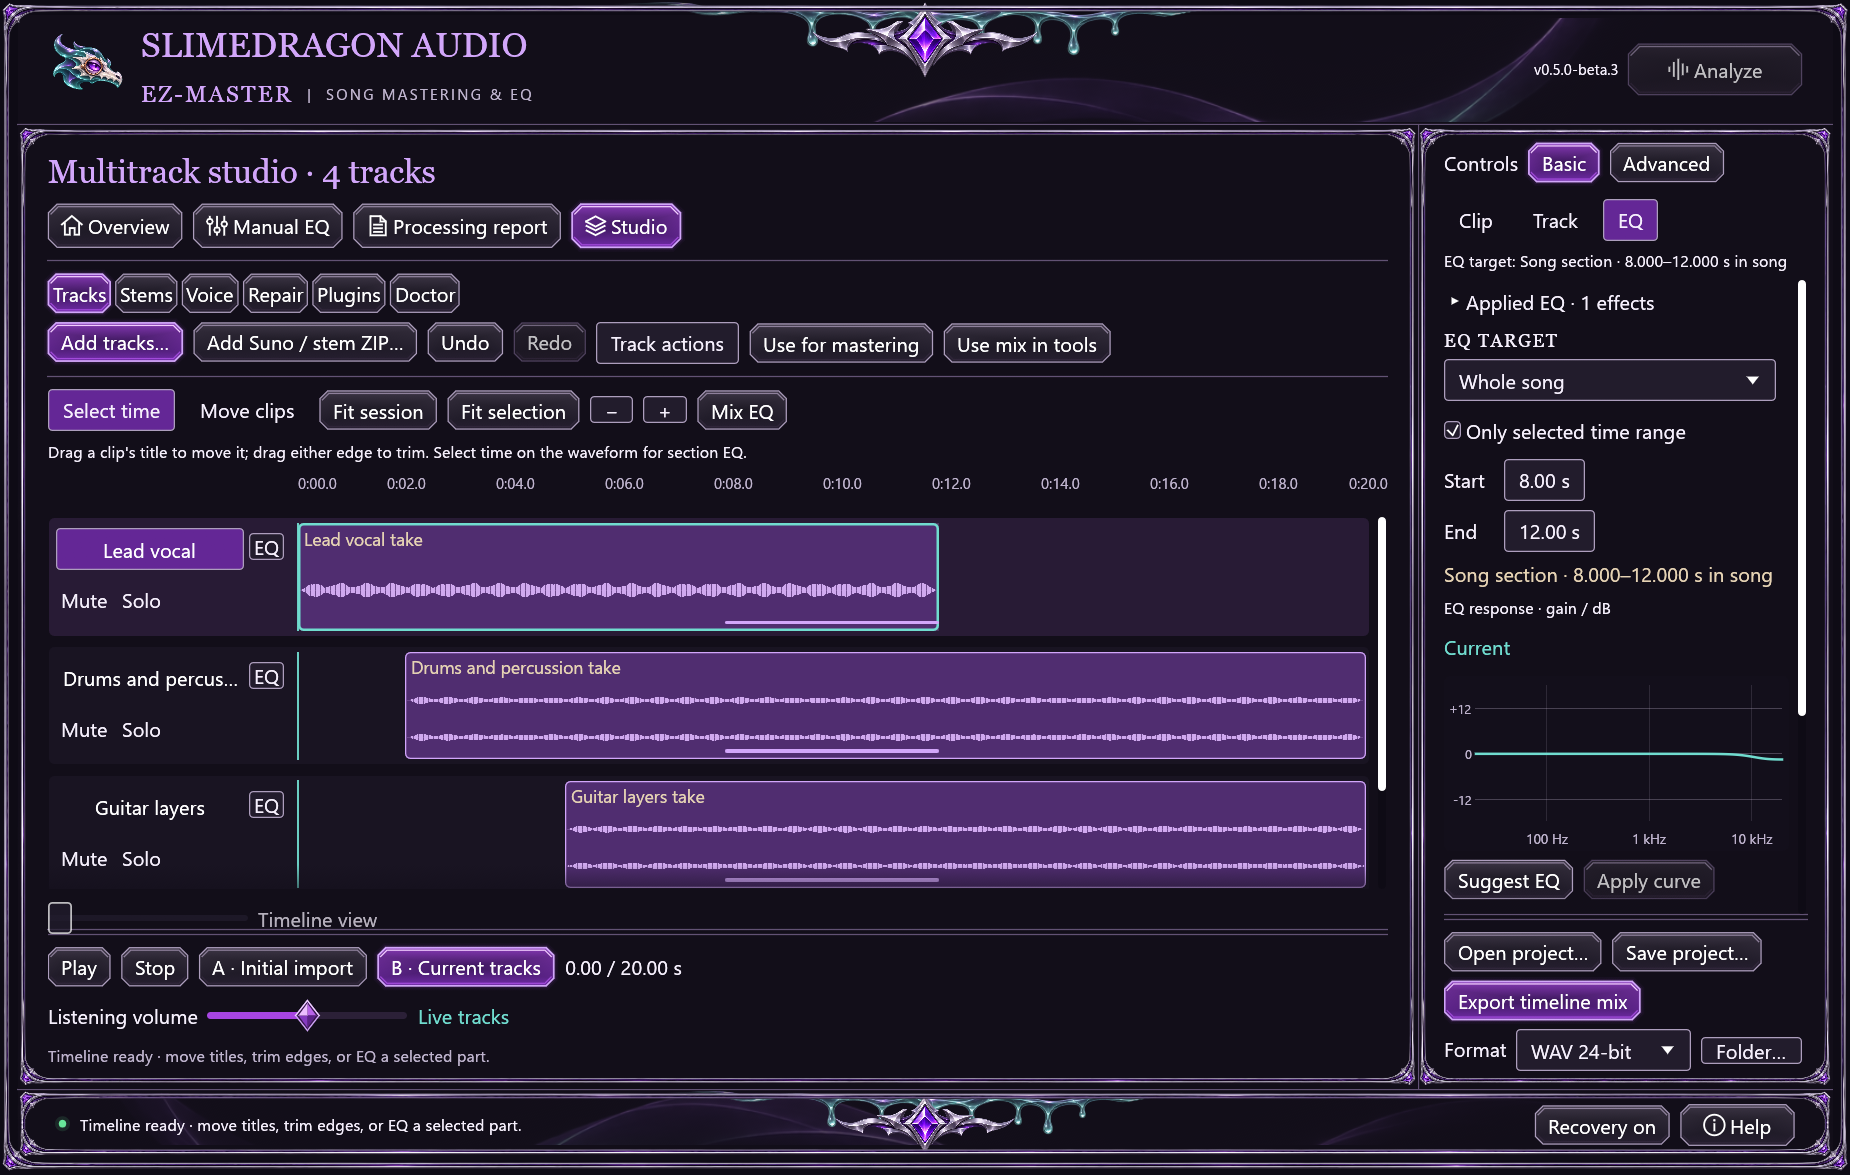 SLIMEDRAGON AUDIO
EZ-MASTER | SONG MASTERING & EQ
v0.5.0-beta.3
Analyze
Multitrack studio · 4 tracks
Overview
Manual EQ
Processing report
Studio
Tracks
Stems
Voice
Repair
Plugins
Doctor
Add tracks...
Add Suno / stem ZIP...
Undo
Redo
Track actions
Use for mastering
Use mix in tools
Select time
Move clips
Fit session
Fit selection
−
+
Mix EQ
Drag a clip's title to move it; drag either edge to trim. Select time on the waveform for section EQ.
0:00.0 0:02.0 0:04.0 0:06.0 0:08.0 0:10.0 0:12.0 0:14.0 0:16.0 0:18.0 0:20.0
Lead vocal
EQ
Mute Solo
Lead vocal take
Drums and percus...
EQ
Mute Solo
Drums and percussion take
Guitar layers
EQ
Mute Solo
Guitar layers take
Timeline view
Play
Stop
A · Initial import
B · Current tracks
0.00 / 20.00 s
Listening volume
Live tracks
Timeline ready · move titles, trim edges, or EQ a selected part.
Controls
Basic
Advanced
Clip
Track
EQ
EQ target: Song section · 8.000–12.000 s in song
Applied EQ · 1 effects
EQ TARGET
Whole song
Only selected time range
Start 8.00 s
End 12.00 s
Song section · 8.000–12.000 s in song
EQ response · gain / dB
Current
+12
0
-12
100 Hz 1 kHz 10 kHz
Suggest EQ
Apply curve
Open project...
Save project...
Export timeline mix
Format
WAV 24-bit
Folder...
Timeline ready · move titles, trim edges, or EQ a selected part.
Recovery on
Help